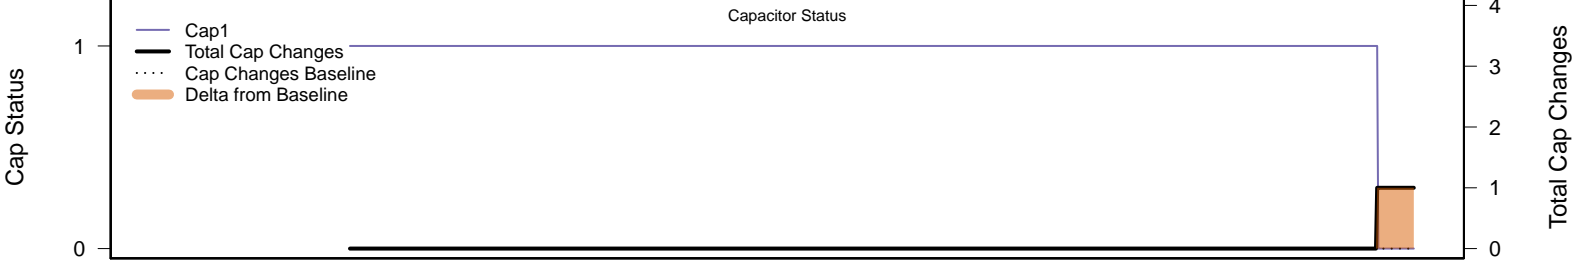 Capacitor Status
Cap1
Total Cap Changes
Cap Changes Baseline
Delta from Baseline
Cap Status
1
0
4
3
2
1
0
Total Cap Changes